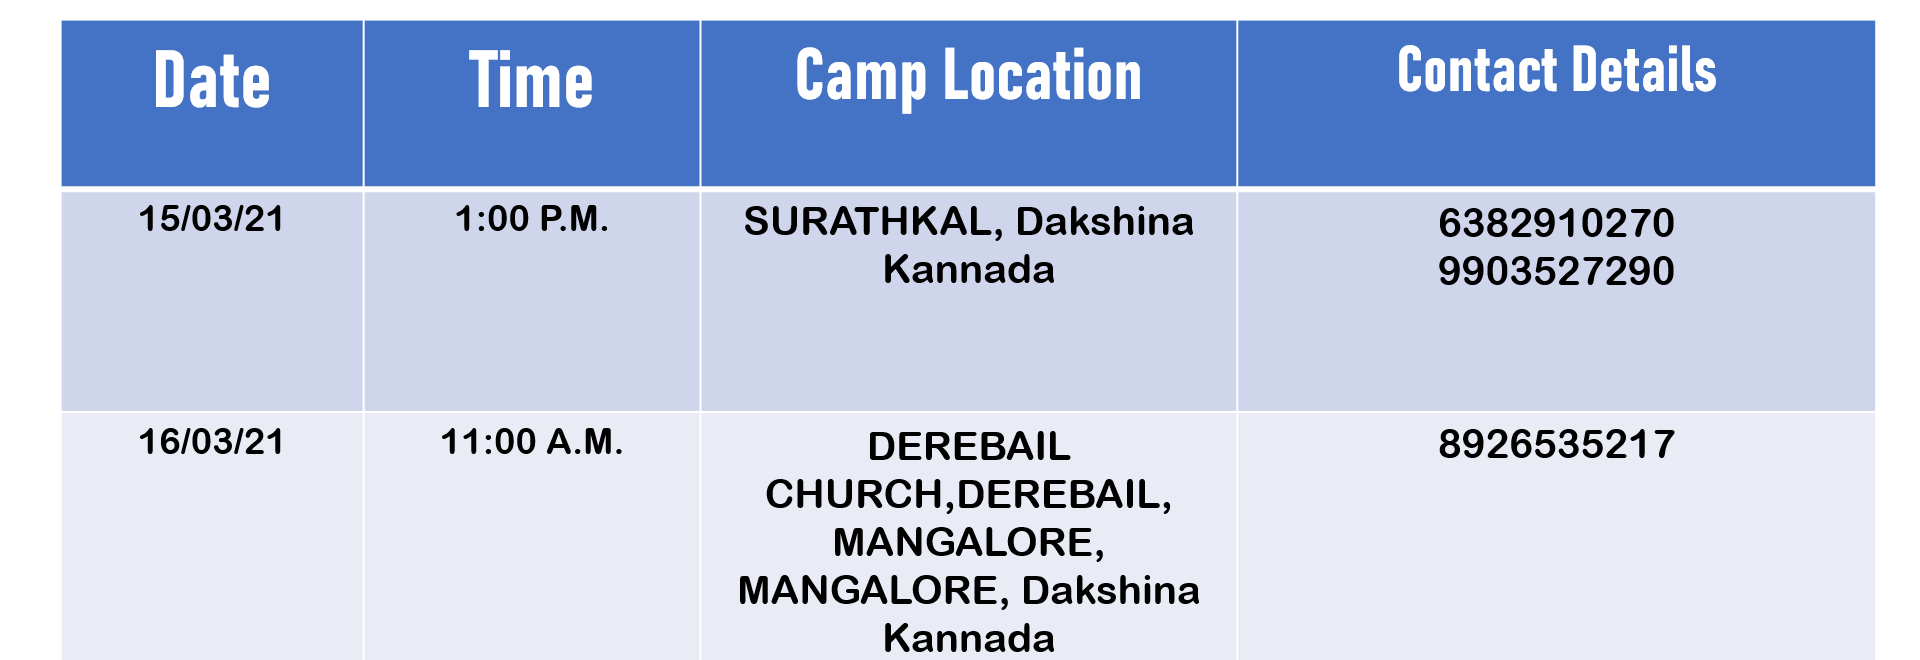 Date
Time
Camp Location
Contact Details
15/03/21
1:00 P.M.
SURATHKAL, Dakshina
Kannada
6382910270
9903527290
16/03/21
11:00 A.M.
DEREBAIL
CHURCH,DEREBAIL,
MANGALORE,
MANGALORE, Dakshina
Kannada
8926535217